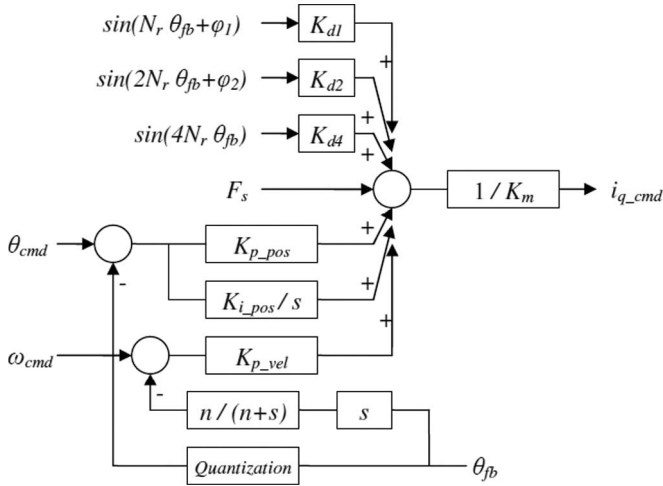 sin(N_r θ_fb+φ_1)
K_d1
+
sin(2N_r θ_fb+φ_2)
K_d2
+
sin(4N_r θ_fb)
K_d4
+
F_s
1 / K_m
i_q_cmd
θ_cmd
K_p_pos
+
-
K_i_pos / s
+
ω_cmd
K_p_vel
+
-
n / (n+s)
s
Quantization
θ_fb